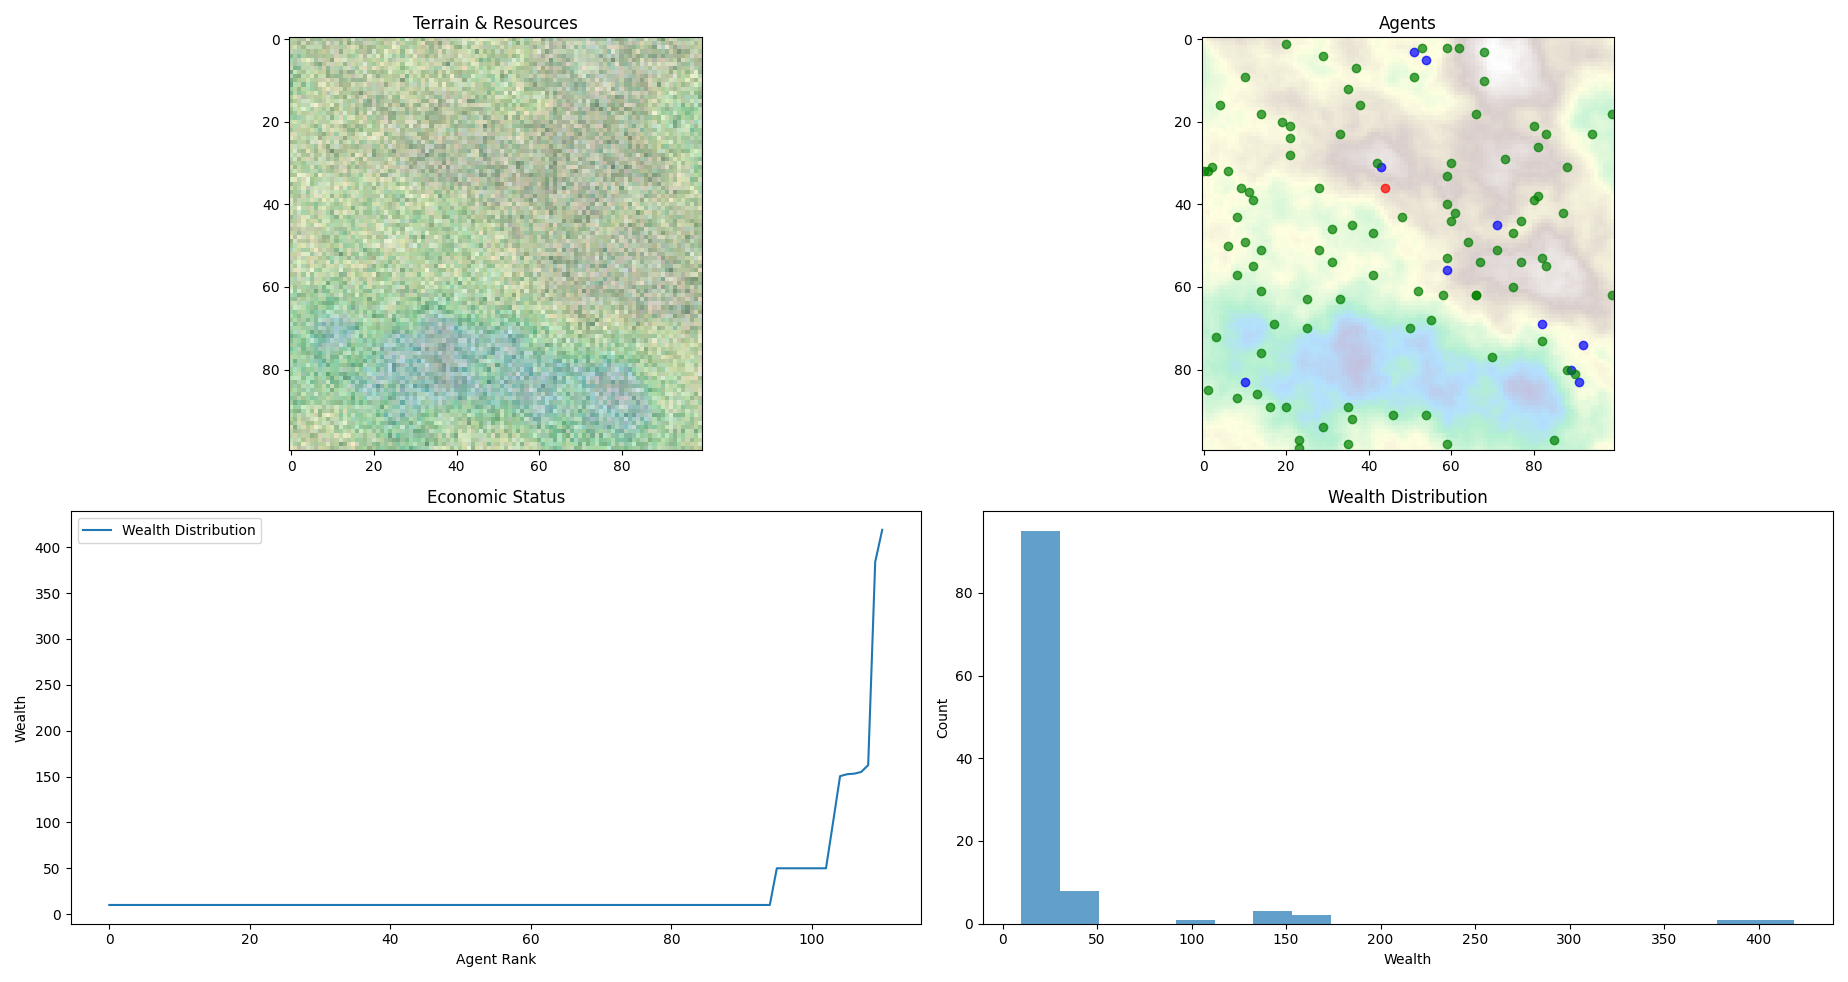 Terrain & Resources
0
20
40
60
80
0 20 40 60 80
Agents
0
20
40
60
80
0 20 40 60 80
Economic Status
Wealth Distribution
400
350
300
250
200
150
100
50
0
Wealth
0 20 40 60 80 100
Agent Rank
Wealth Distribution
80
60
40
20
0
Count
0 50 100 150 200 250 300 350 400
Wealth